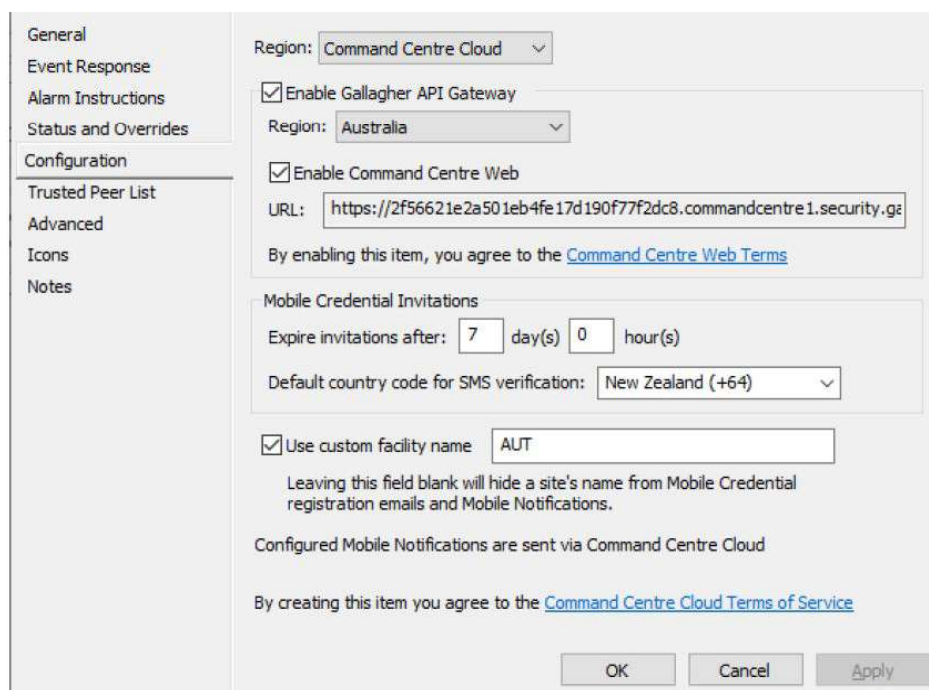 General
Event Response
Alarm Instructions
Status and Overrides
Configuration
Trusted Peer List
Advanced
Icons
Notes
Region: Command Centre Cloud
Enable Gallagher API Gateway
Region: Australia
Enable Command Centre Web
URL: https://2f56621e2a501eb4fe17d190f77f2dc8.commandcentre1.security.ga
By enabling this item, you agree to the Command Centre Web Terms
Mobile Credential Invitations
Expire invitations after: 7 day(s) 0 hour(s)
Default country code for SMS verification: New Zealand (+64)
Use custom facility name AUT
Leaving this field blank will hide a site's name from Mobile Credential
registration emails and Mobile Notifications.
Configured Mobile Notifications are sent via Command Centre Cloud
By creating this item you agree to the Command Centre Cloud Terms of Service
OK Cancel Apply